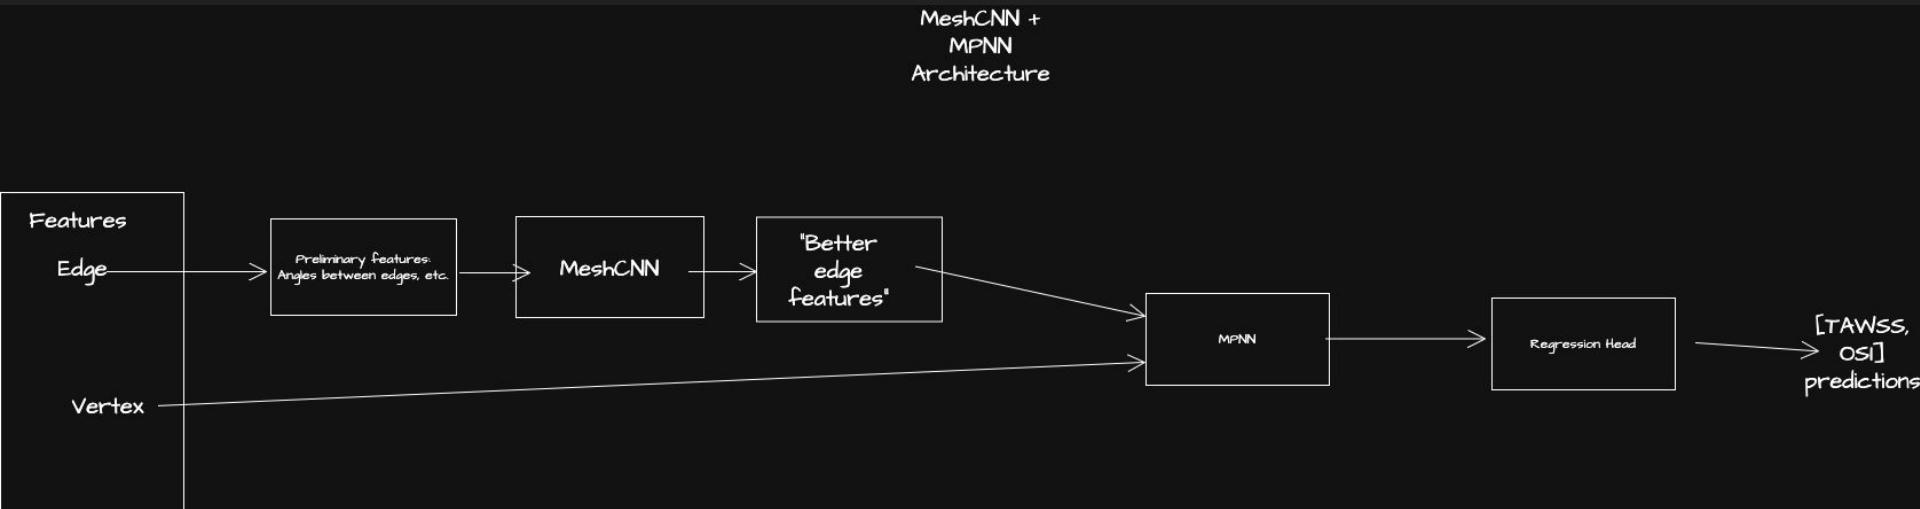 MeshCNN +
MPNN
Architecture
Features
Edge
Preliminary features:
Angles between edges, etc.
MeshCNN
"Better
edge
features"
Vertex
MPNN
Regression Head
[TAWSS,
OSI]
predictions